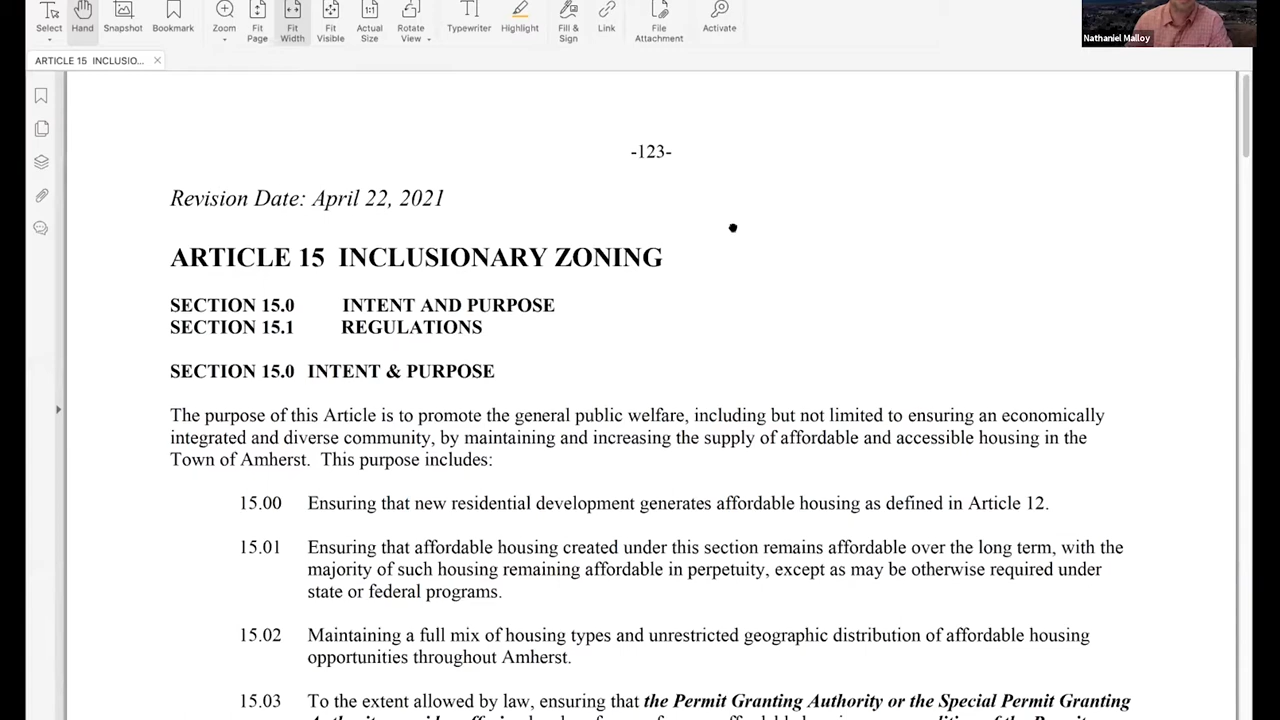 Select
Hand
Snapshot
Bookmark
Zoom
Fit Page
Fit Width
Fit Visible
Actual Size
Rotate View
Typewriter
Highlight
Fill & Sign
Link
File Attachment
Activate
Nathaniel Malloy
ARTICLE 15 INCLUSIO...
-123-
Revision Date: April 22, 2021
ARTICLE 15 INCLUSIONARY ZONING
SECTION 15.0 INTENT AND PURPOSE
SECTION 15.1 REGULATIONS
SECTION 15.0 INTENT & PURPOSE
The purpose of this Article is to promote the general public welfare, including but not limited to ensuring an economically
integrated and diverse community, by maintaining and increasing the supply of affordable and accessible housing in the
Town of Amherst. This purpose includes:
15.00 Ensuring that new residential development generates affordable housing as defined in Article 12.
15.01 Ensuring that affordable housing created under this section remains affordable over the long term, with the
majority of such housing remaining affordable in perpetuity, except as may be otherwise required under
state or federal programs.
15.02 Maintaining a full mix of housing types and unrestricted geographic distribution of affordable housing
opportunities throughout Amherst.
15.03 To the extent allowed by law, ensuring that the Permit Granting Authority or the Special Permit Granting